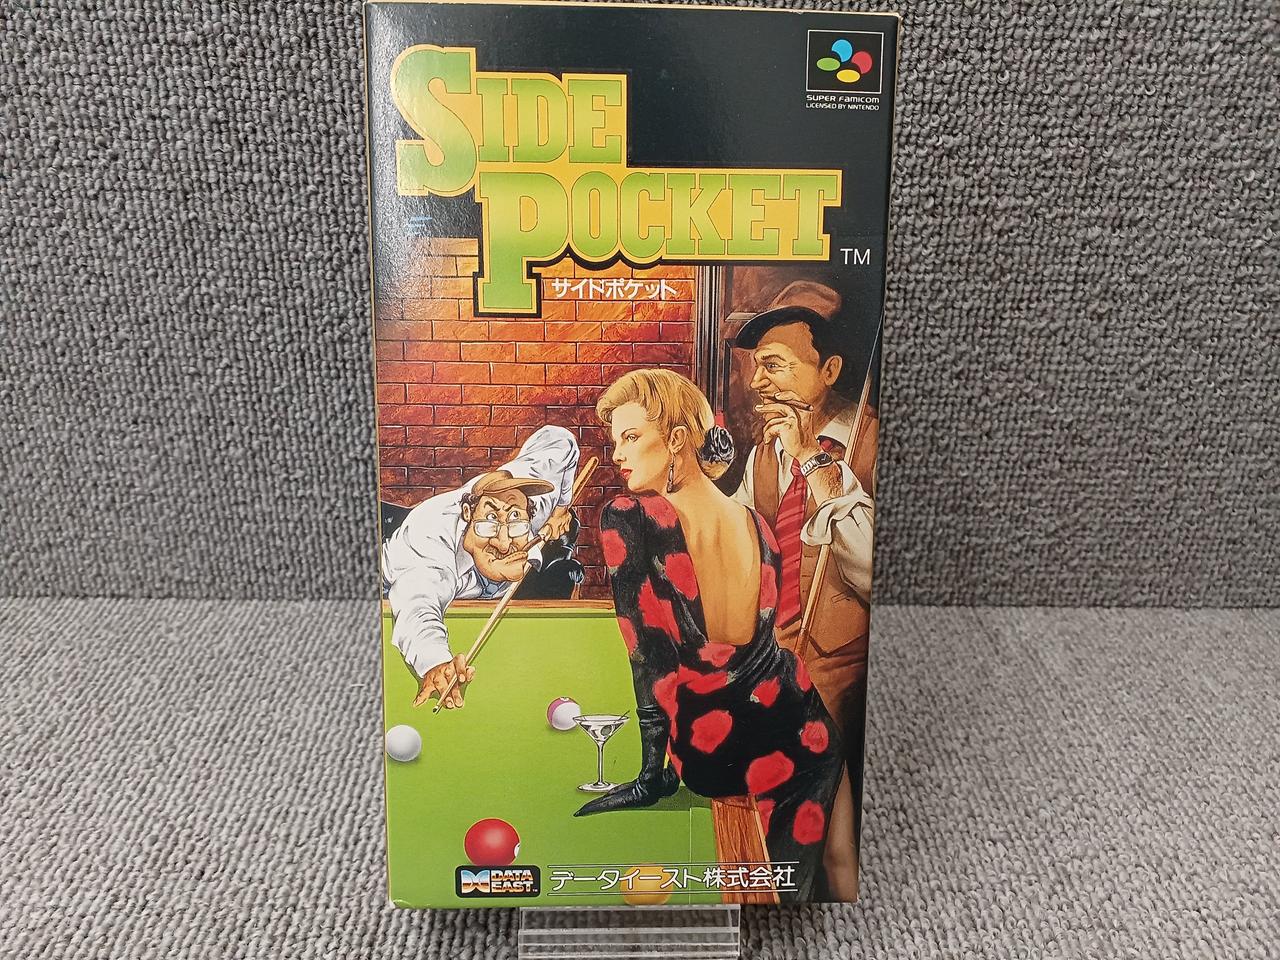 SIDE
POCKET
TM
サイドポケット
SUPER FAMICOM
LICENSED BY NINTENDO
DATA
EAST
TM
データイースト株式会社